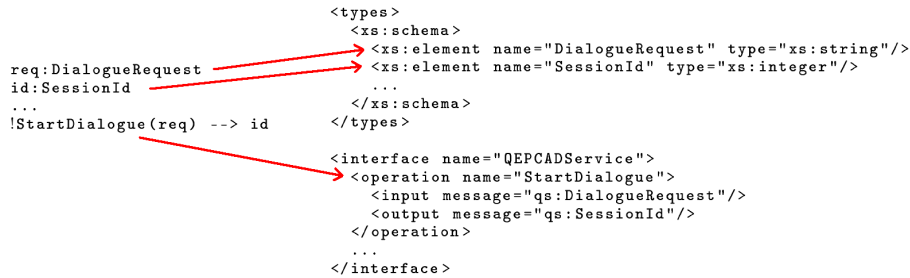 req:DialogueRequest
id:SessionId
...
!StartDialogue(req) --> id
<types>
<xs:schema>
<xs:element name="DialogueRequest" type="xs:string"/>
<xs:element name="SessionId" type="xs:integer"/>
...
</xs:schema>
</types>
<interface name="QEPCADService">
<operation name="StartDialogue">
<input message="qs:DialogueRequest"/>
<output message="qs:SessionId"/>
</operation>
...
</interface>